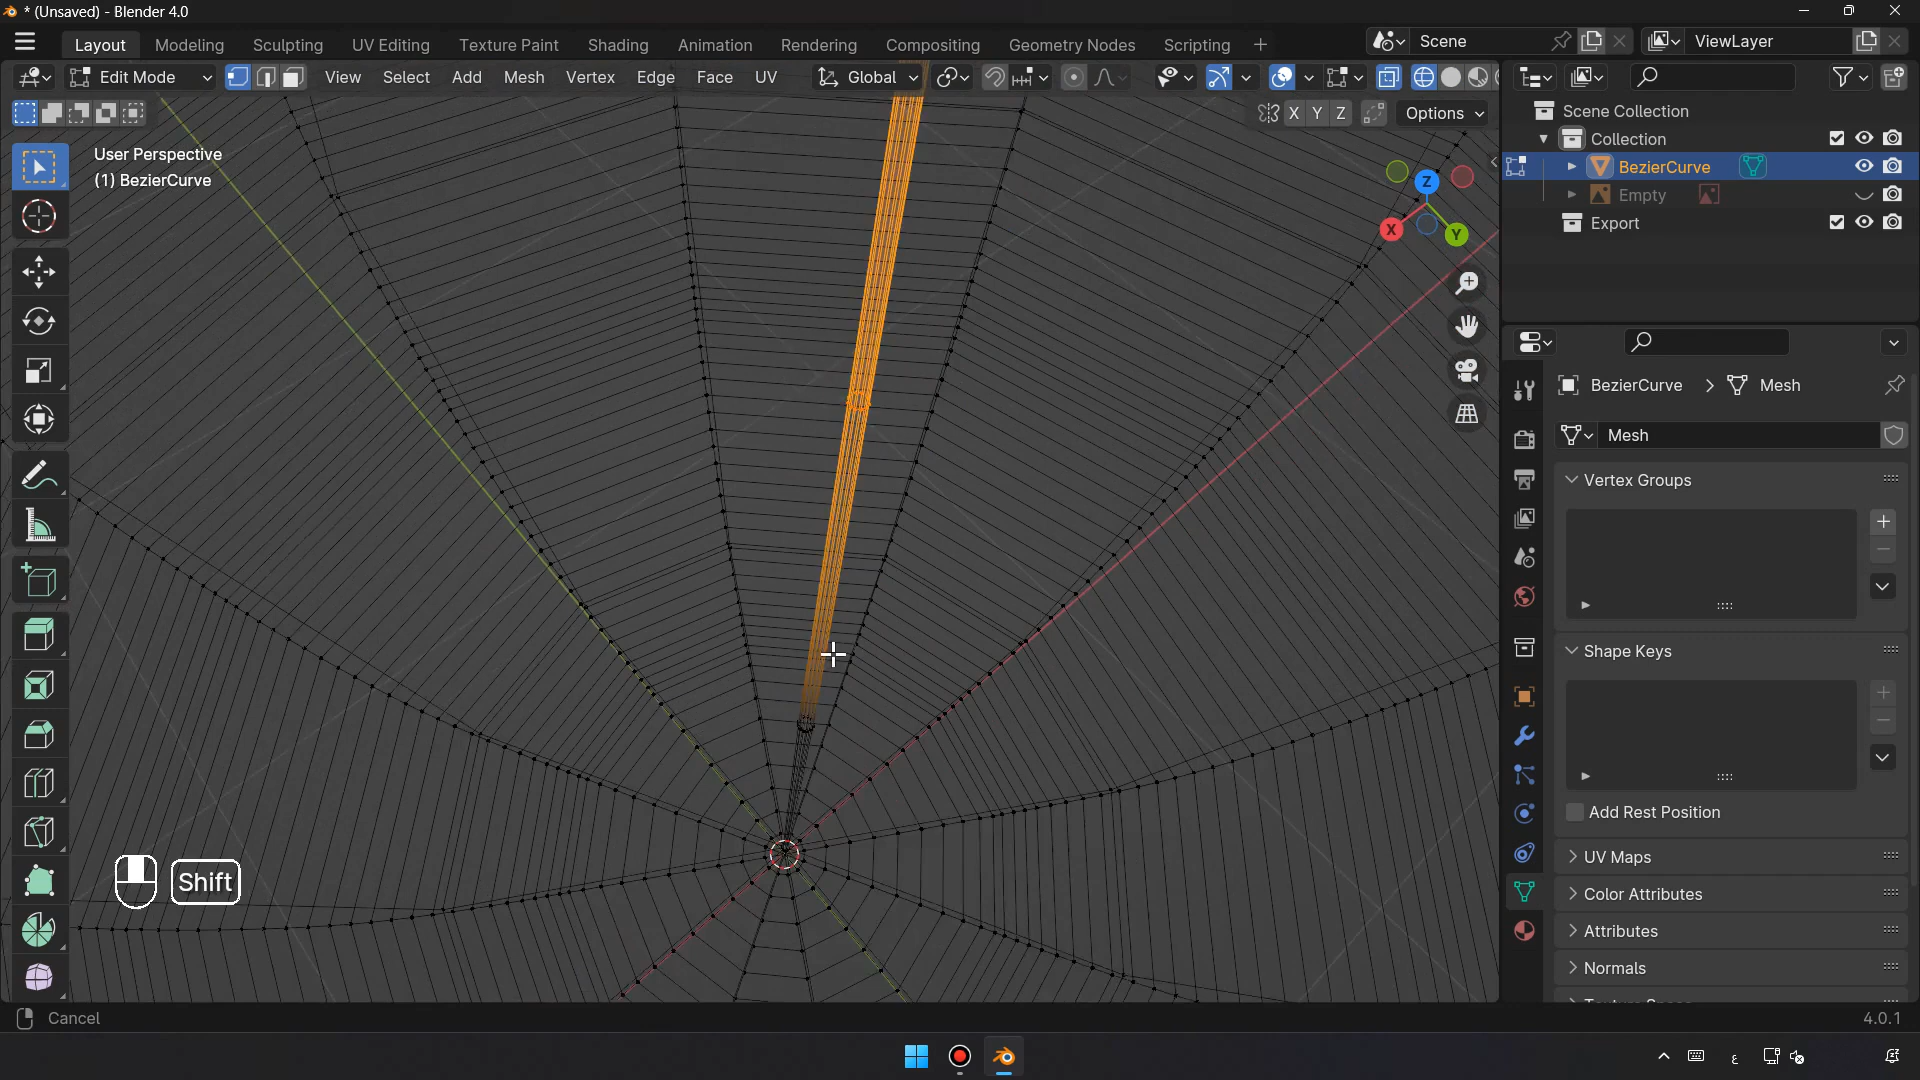 * (Unsaved) - Blender 4.0
Layout Modeling Sculpting UV Editing Texture Paint Shading Animation Rendering Compositing Geometry Nodes Scripting
Scene
ViewLayer
Edit Mode View Select Add Mesh Vertex Edge Face UV
Global
X Y Z
Options
User Perspective
(1) BezierCurve
Z
X
Y
Scene Collection
Collection
BezierCurve
Empty
Export
BezierCurve > Mesh
Mesh
Vertex Groups
Shape Keys
Add Rest Position
UV Maps
Color Attributes
Attributes
Normals
Shift
Cancel
4.0.1
ع